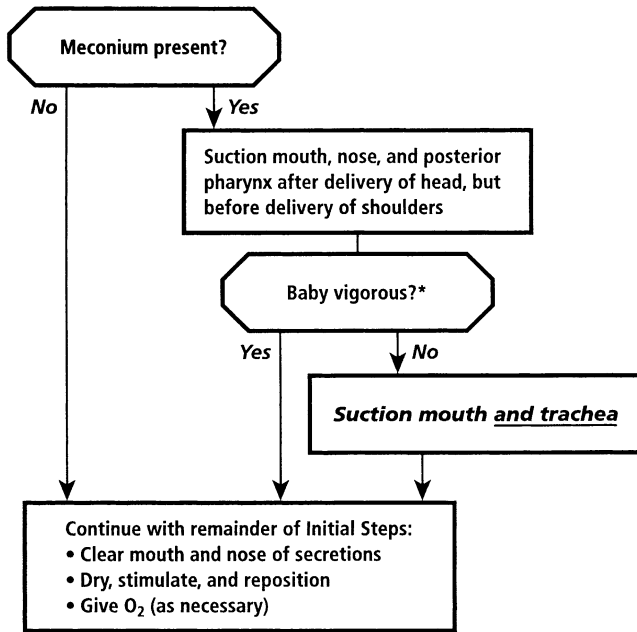 Meconium present?
No
Yes
Suction mouth, nose, and posterior
pharynx after delivery of head, but
before delivery of shoulders
Baby vigorous?*
Yes
No
Suction mouth and trachea
Continue with remainder of Initial Steps:
• Clear mouth and nose of secretions
• Dry, stimulate, and reposition
• Give O₂ (as necessary)